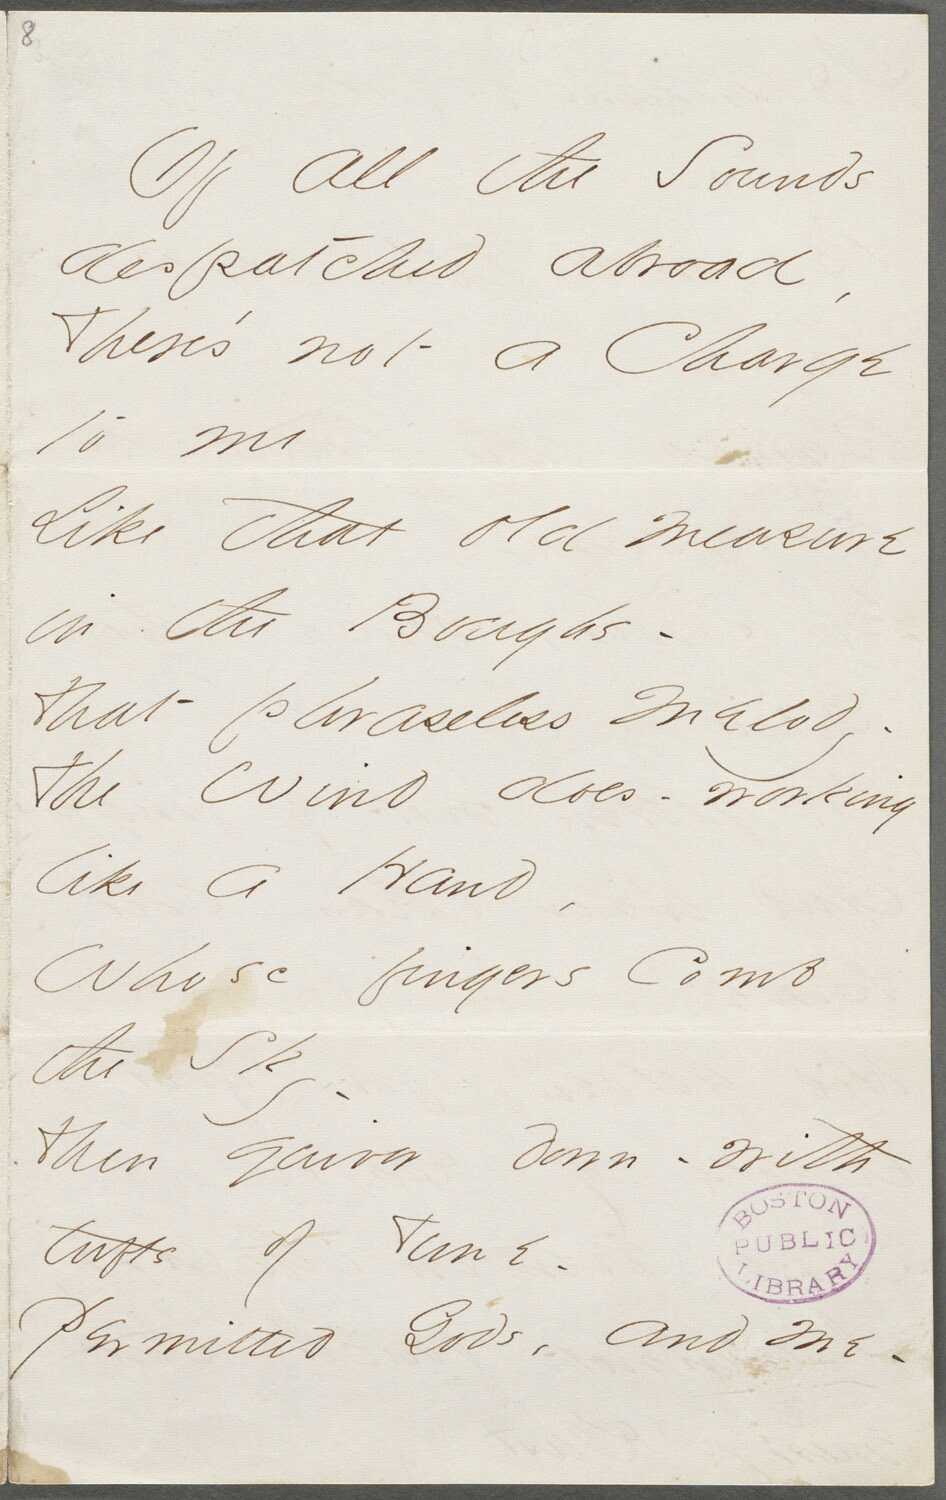 8
Of all the Sounds
despatched abroad,
There's not a Charge
to me
Like that old measure
in the Boughs -
that phraseless Melody -
the Wind does - working
like a Hand,
Whose fingers Comb
the Sky -
then quiver down - with
tufts of Tune -
Permitted Gods, and me -
BOSTON
PUBLIC
LIBRARY